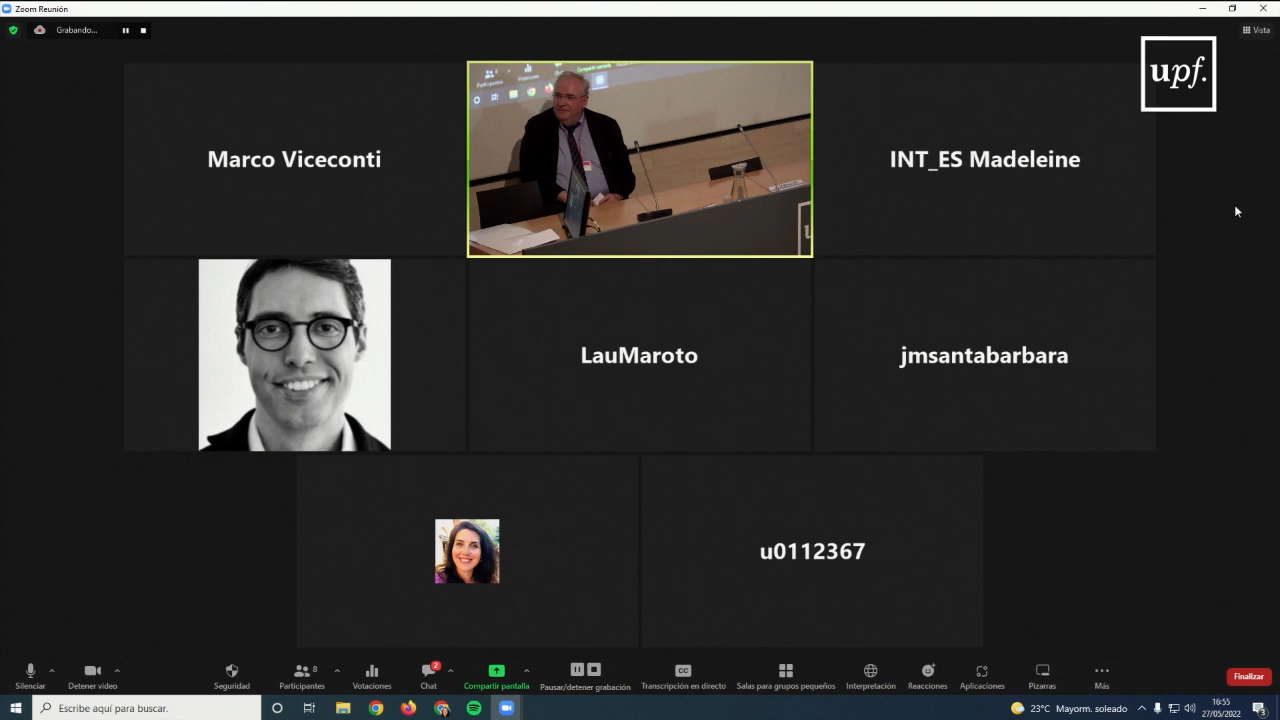 Zoom Reunión
Grabando...
Vista
upf.
Marco Viceconti
INT_ES Madeleine
LauMaroto
jmsantabarbara
u0112367
Silenciar
Detener video
Seguridad
8
Participantes
Votaciones
2
Chat
Compartir pantalla
Pausar/detener grabación
CC
Transcripción en directo
Salas para grupos pequeños
Interpretación
Reacciones
Aplicaciones
Pizarras
Más
Finalizar
Escribe aquí para buscar.
23°C Mayorm. soleado
16:55
27/05/2022
3